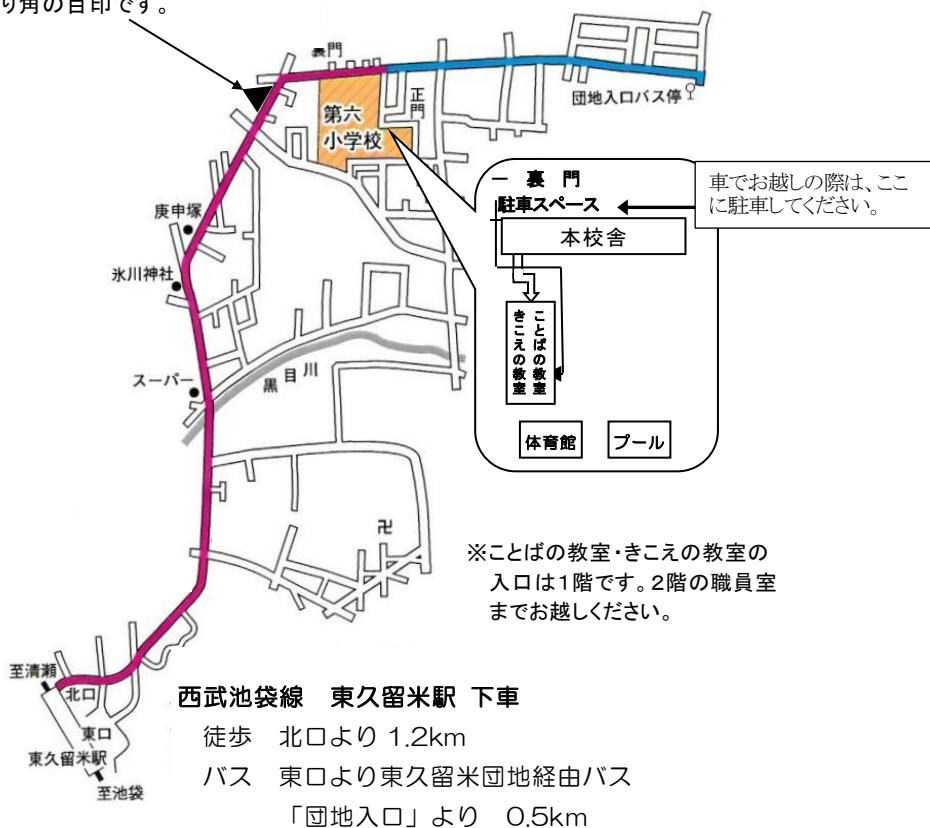 り角の目印です。
裏門
正門
第六
小学校
団地入口バス停
庚申塚
氷川神社
スーパー
黒目川
裏門
駐車スペース
車でお越しの際は、ここ
に駐車してください。
本校舎
ことばの教室
きこえの教室
体育館
プール
卍
※ことばの教室・きこえの教室の
入口は1階です。2階の職員室
までお越しください。
至清瀬
北口
東口
東久留米駅
至池袋
西武池袋線 東久留米駅 下車
徒歩 北口より 1.2km
バス 東口より東久留米団地経由バス
「団地入口」より 0.5km